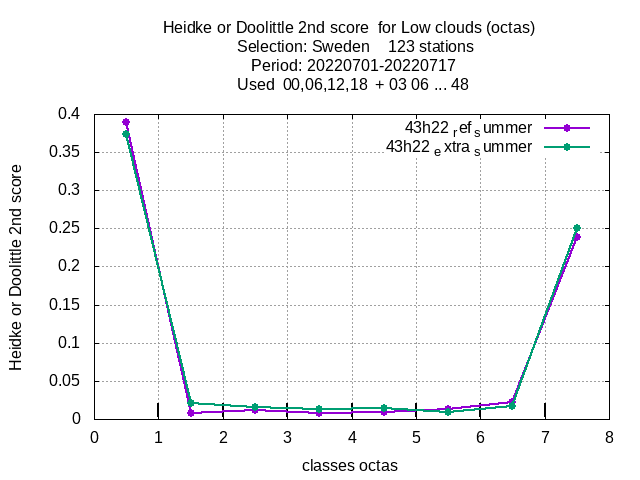 Heidke or Doolittle 2nd score  for Low clouds (octas)
Selection: Sweden    123 stations
Period: 20220701-20220717
Used  00,06,12,18  + 03 06 ... 48
43h22 ref summer
43h22 extra summer
0.4
0.35
0.3
0.25
0.2
0.15
0.1
0.05
0
Heidke or Doolittle 2nd score
0 1 2 3 4 5 6 7 8
classes octas